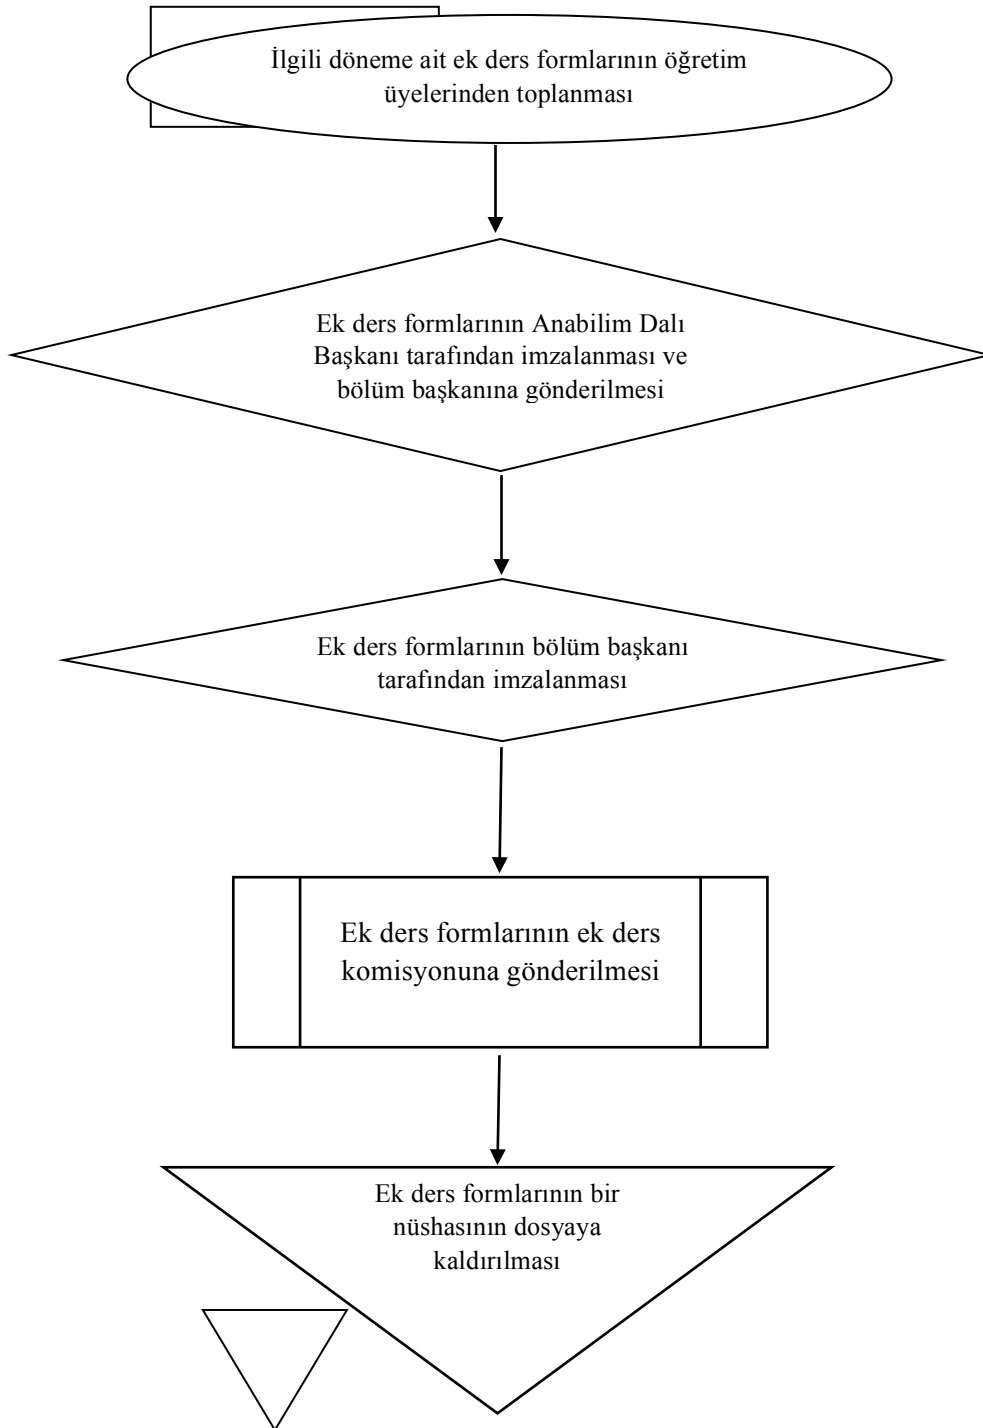 İlgili döneme ait ek ders formlarının öğretim
üyelerinden toplanması
Ek ders formlarının Anabilim Dalı
Başkanı tarafından imzalanması ve
bölüm başkanına gönderilmesi
Ek ders formlarının bölüm başkanı
tarafından imzalanması
Ek ders formlarının ek ders
komisyonuna gönderilmesi
Ek ders formlarının bir
nüshasının dosyaya
kaldırılması